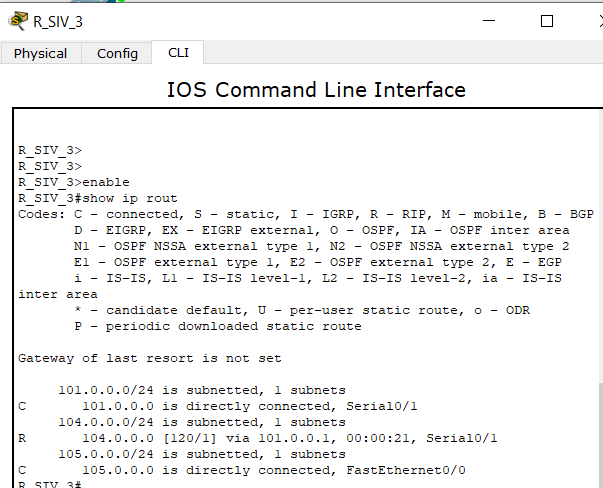 R_SIV_3
Physical Config CLI
IOS Command Line Interface
R_SIV_3>
R_SIV_3>
R_SIV_3>enable
R_SIV_3#show ip rout
Codes: C - connected, S - static, I - IGRP, R - RIP, M - mobile, B - BGP
       D - EIGRP, EX - EIGRP external, O - OSPF, IA - OSPF inter area
       N1 - OSPF NSSA external type 1, N2 - OSPF NSSA external type 2
       E1 - OSPF external type 1, E2 - OSPF external type 2, E - EGP
       i - IS-IS, L1 - IS-IS level-1, L2 - IS-IS level-2, ia - IS-IS
inter area
       * - candidate default, U - per-user static route, o - ODR
       P - periodic downloaded static route
Gateway of last resort is not set
     101.0.0.0/24 is subnetted, 1 subnets
C       101.0.0.0 is directly connected, Serial0/1
     104.0.0.0/24 is subnetted, 1 subnets
R       104.0.0.0 [120/1] via 101.0.0.1, 00:00:21, Serial0/1
     105.0.0.0/24 is subnetted, 1 subnets
C       105.0.0.0 is directly connected, FastEthernet0/0
R_SIV_3#